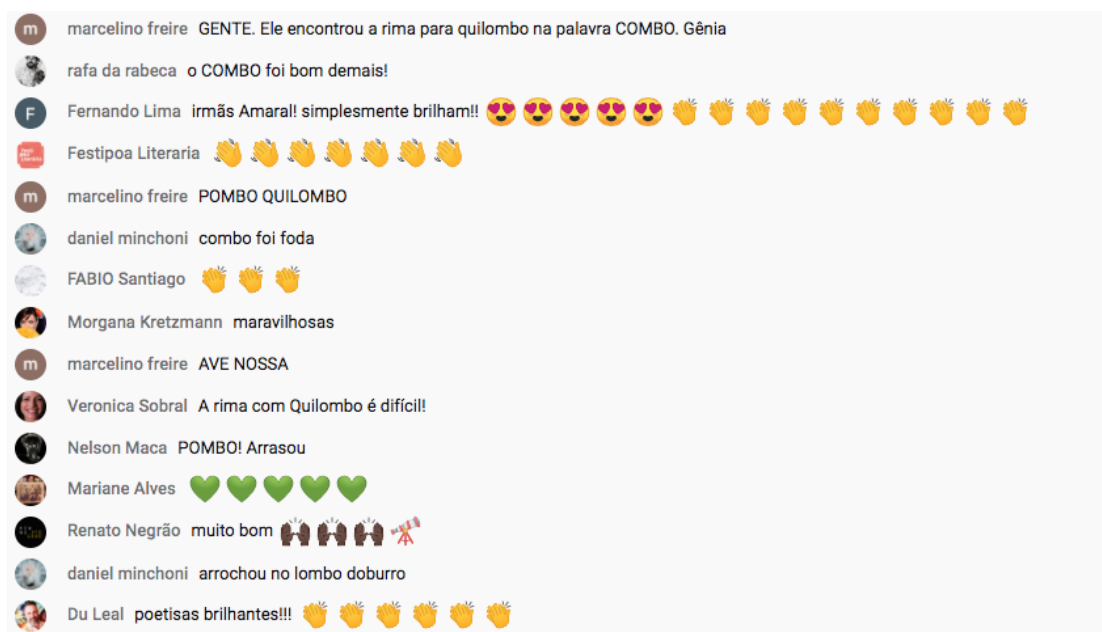 m marcelino freire GENTE. Ele encontrou a rima para quilombo na palavra COMBO. Gênia
rafa da rabeca o COMBO foi bom demais!
F Fernando Lima irmãs Amaral! simplesmente brilham!! 😍😍😍😍😍👏👏👏👏👏👏👏👏👏👏
Festipoa Literaria 👏👏👏👏👏👏👏
m marcelino freire POMBO QUILOMBO
daniel minchoni combo foi foda
FABIO Santiago 👏👏👏
Morgana Kretzmann maravilhosas
m marcelino freire AVE NOSSA
Veronica Sobral A rima com Quilombo é difícil!
Nelson Maca POMBO! Arrasou
Mariane Alves 💚💚💚💚💚
Renato Negrão muito bom 🙌🏿🙌🏿🙌🏿🔭
daniel minchoni arrochou no lombo doburro
Du Leal poetisas brilhantes!!! 👏👏👏👏👏👏